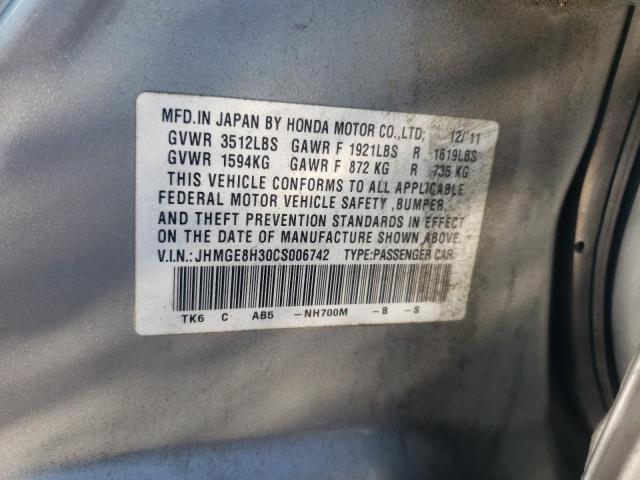 MFD.IN JAPAN BY HONDA MOTOR CO.,LTD; 12/'11
GVWR 3512LBS GAWR F 1921LBS R 1619LBS
GVWR 1594KG GAWR F 872 KG R 735 KG
THIS VEHICLE CONFORMS TO ALL APPLICABLE
FEDERAL MOTOR VEHICLE SAFETY ,BUMPER,
AND THEFT PREVENTION STANDARDS IN EFFECT
ON THE DATE OF MANUFACTURE SHOWN ABOVE.
V.I.N.: JHMGE8H30CS006742 TYPE:PASSENGER CAR
TK6 C AB5 -NH700M -B -S